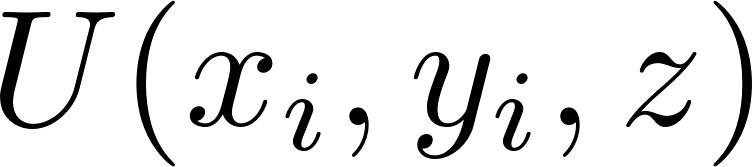 U(x_i, y_i, z)